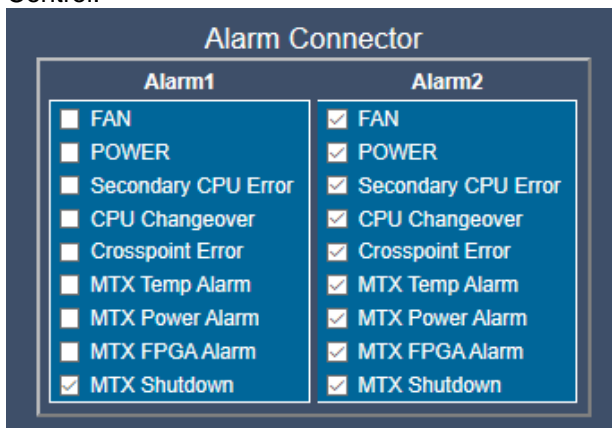 Control.
Alarm Connector
Alarm1 Alarm2
FAN FAN
POWER POWER
Secondary CPU Error Secondary CPU Error
CPU Changeover CPU Changeover
Crosspoint Error Crosspoint Error
MTX Temp Alarm MTX Temp Alarm
MTX Power Alarm MTX Power Alarm
MTX FPGA Alarm MTX FPGA Alarm
MTX Shutdown MTX Shutdown